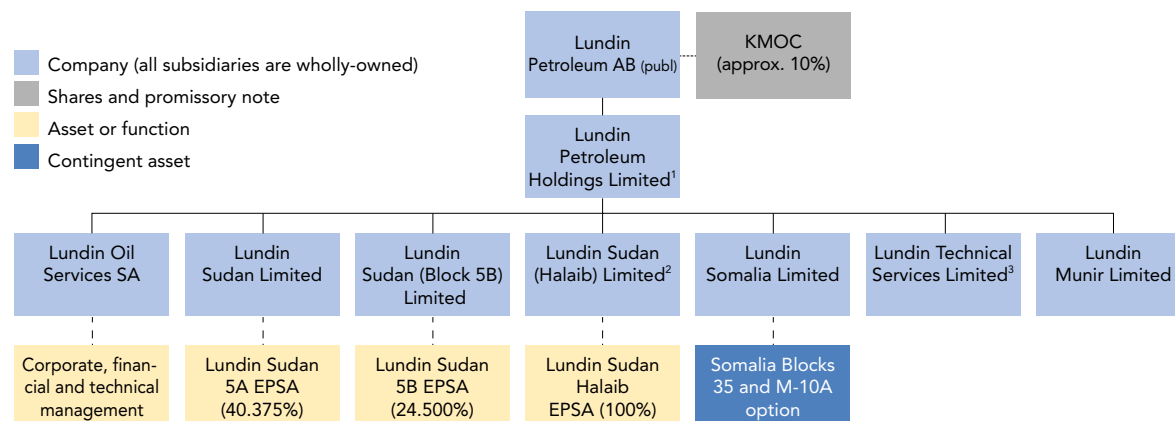 Company (all subsidiaries are wholly-owned)
Shares and promissory note
Asset or function
Contingent asset
Lundin
Petroleum AB (publ)
KMOC
(approx. 10%)
Lundin
Petroleum
Holdings Limited¹
Lundin Oil
Services SA
Lundin
Sudan Limited
Lundin
Sudan (Block 5B)
Limited
Lundin Sudan
(Halaib) Limited²
Lundin
Somalia Limited
Lundin Technical
Services Limited³
Lundin
Munir Limited
Corporate, finan-
cial and technical
management
Lundin Sudan
5A EPSA
(40.375%)
Lundin Sudan
5B EPSA
(24.500%)
Lundin Sudan
Halaib
EPSA (100%)
Somalia Blocks
35 and M-10A
option